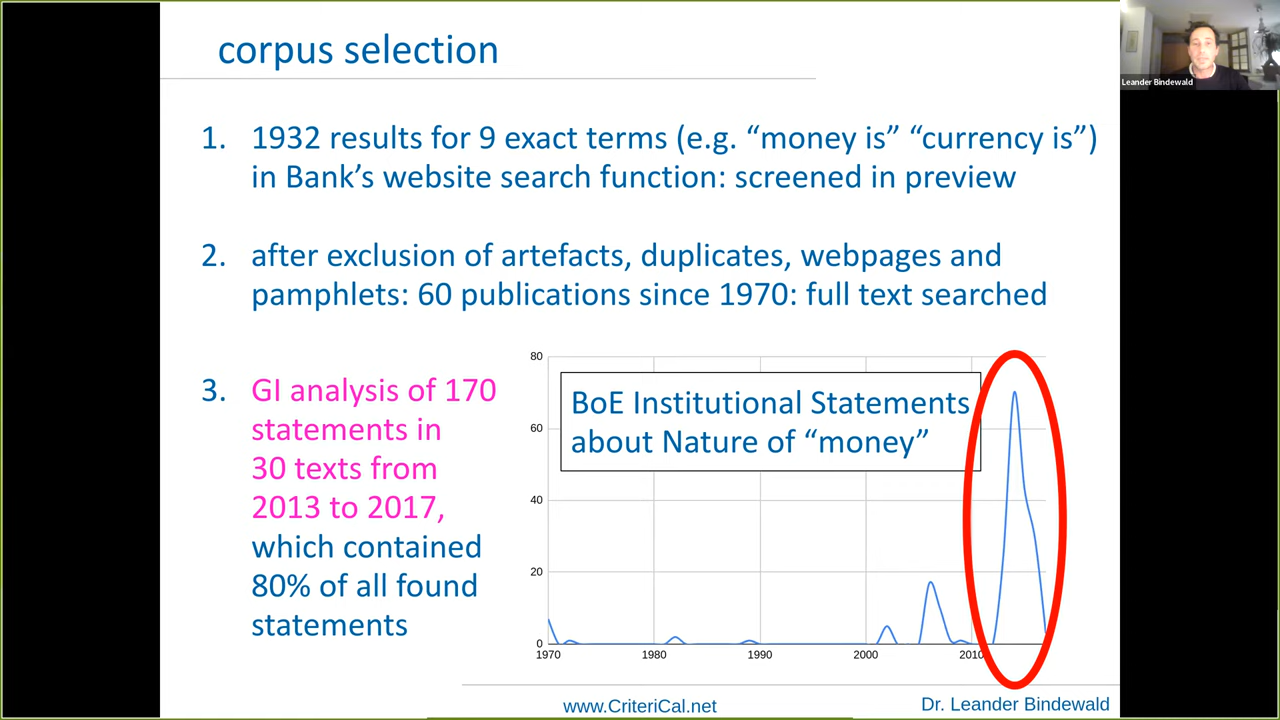 corpus selection
Leander Bindewald
1. 1932 results for 9 exact terms (e.g. “money is” “currency is”)
in Bank’s website search function: screened in preview
2. after exclusion of artefacts, duplicates, webpages and
pamphlets: 60 publications since 1970: full text searched
3. GI analysis of 170
statements in
30 texts from
2013 to 2017,
which contained
80% of all found
statements
BoE Institutional Statements
about Nature of “money”
80
60
40
20
0
1970 1980 1990 2000 2010
www.CriteriCal.net
Dr. Leander Bindewald